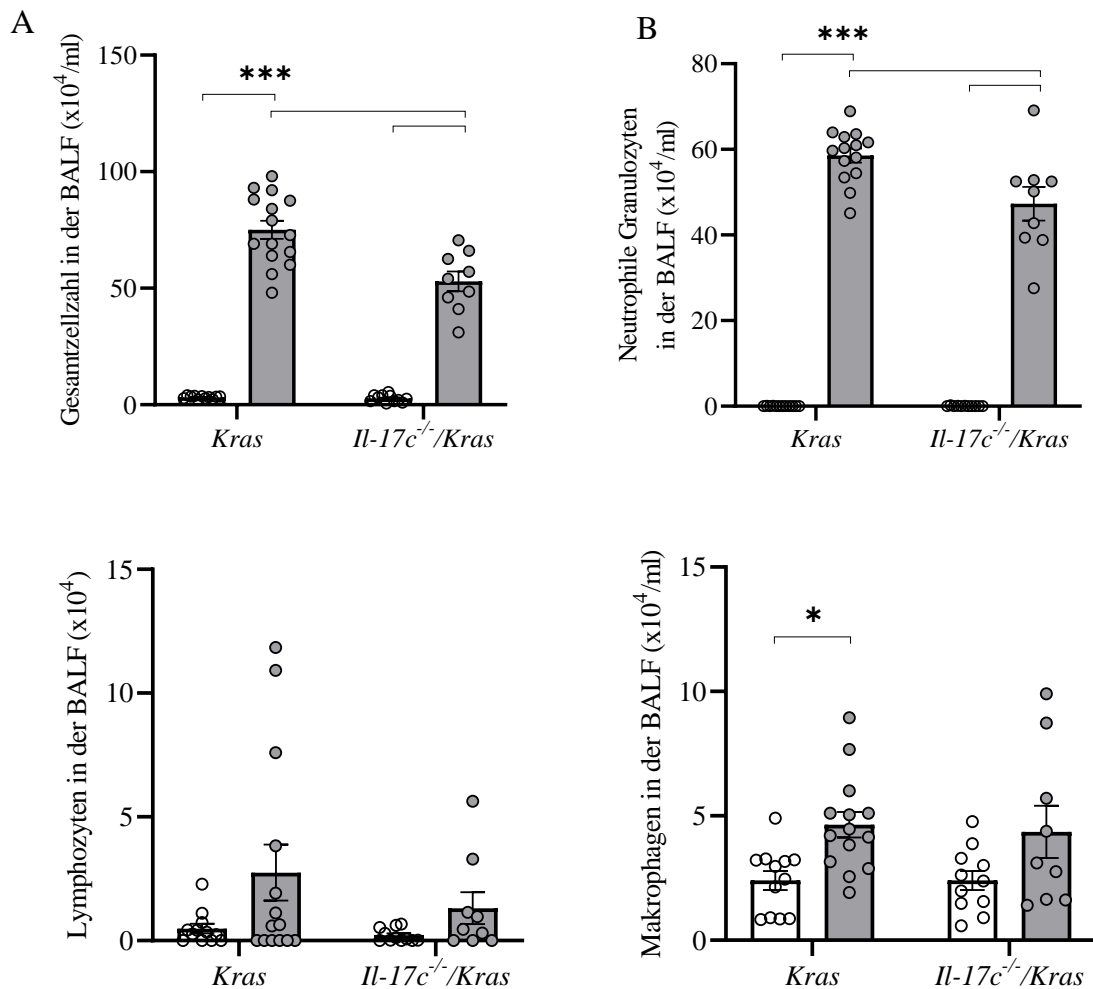 A
Gesamtzellzahl in der BALF (x10⁴/ml)
150
100
50
0
***
Kras
Il-17c⁻/⁻/Kras
B
Neutrophile Granulozyten
in der BALF (x10⁴/ml)
80
60
40
20
0
***
Kras
Il-17c⁻/⁻/Kras
Lymphozyten in der BALF (x10⁴)
15
10
5
0
Kras
Il-17c⁻/⁻/Kras
Makrophagen in der BALF (x10⁴/ml)
15
10
5
0
*
Kras
Il-17c⁻/⁻/Kras